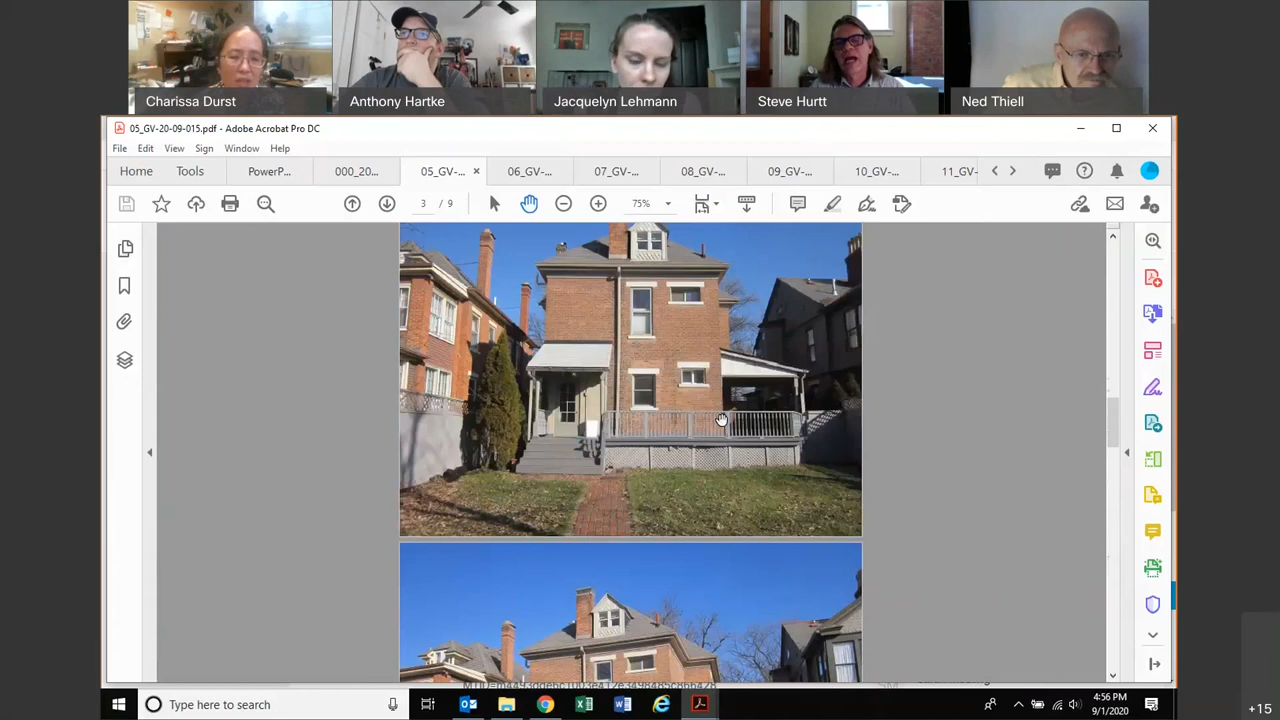 Charissa Durst
Anthony Hartke
Jacquelyn Lehmann
Steve Hurtt
Ned Thiell
05_GV-20-09-015.pdf - Adobe Acrobat Pro DC
File Edit View Sign Window Help
Home Tools PowerP... 000_20... 05_GV-... 06_GV-... 07_GV-... 08_GV-... 09_GV-... 10_GV-... 11_GV-
3 / 9 75%
Type here to search
4:56 PM
9/1/2020
+15